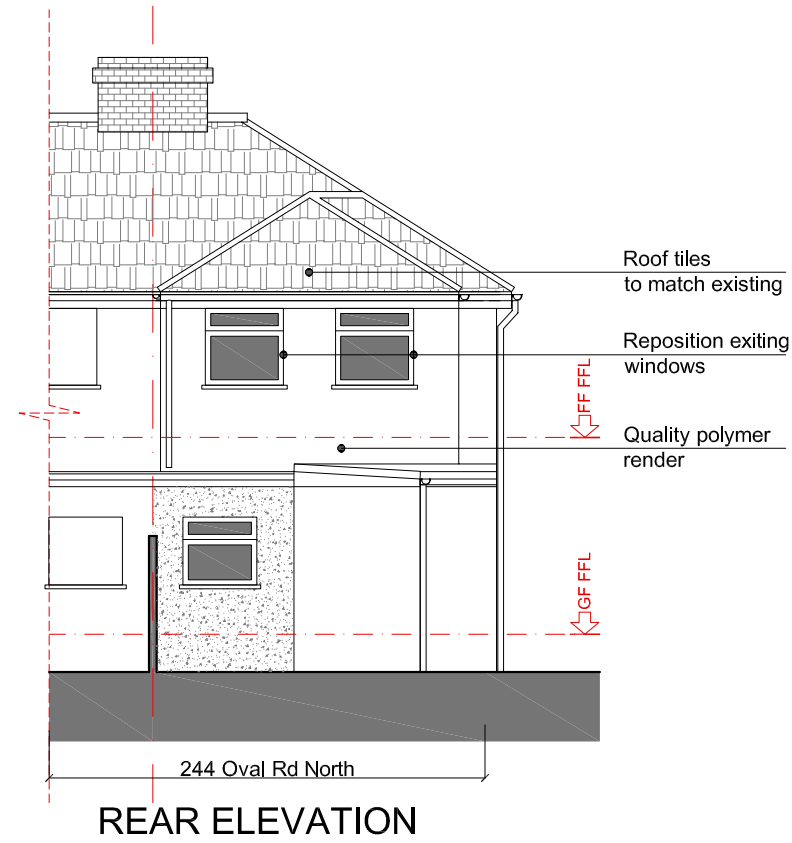 Roof tiles
to match existing
Reposition exiting
windows
FF FFL
Quality polymer
render
GF FFL
244 Oval Rd North
REAR ELEVATION